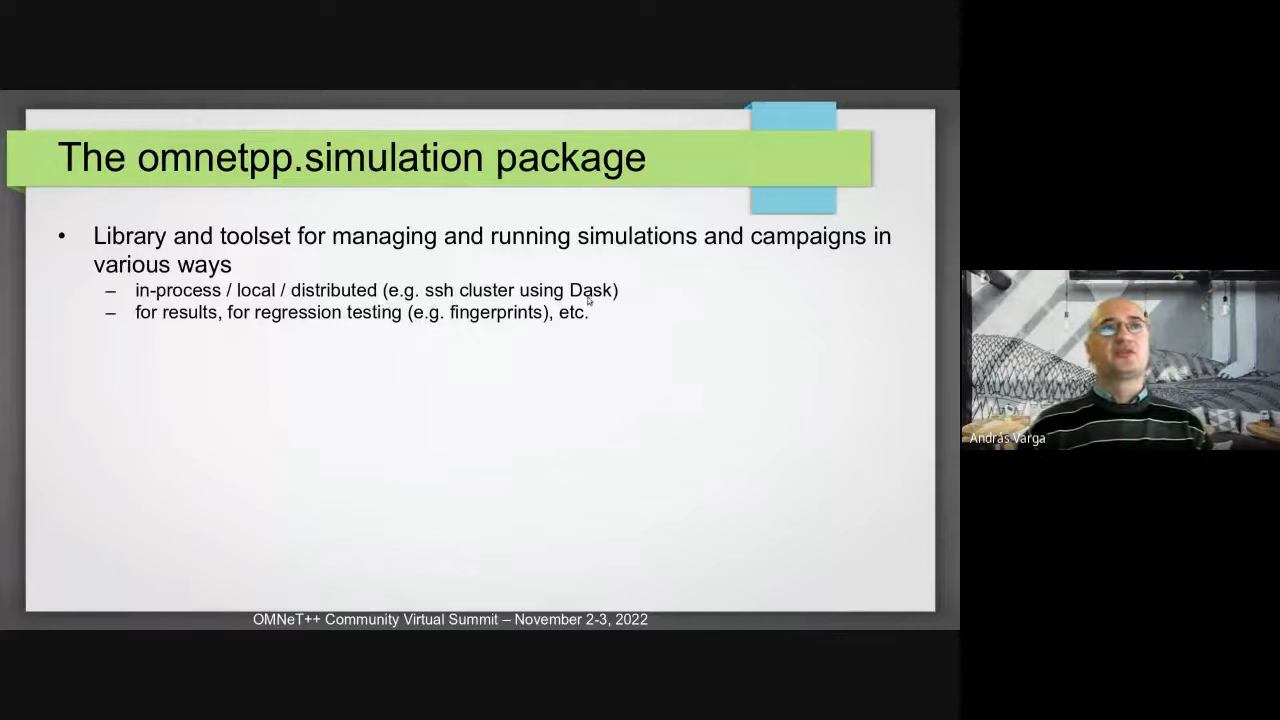 The omnetpp.simulation package
• Library and toolset for managing and running simulations and campaigns in
various ways
– in-process / local / distributed (e.g. ssh cluster using Dask)
– for results, for regression testing (e.g. fingerprints), etc.
András Varga
OMNeT++ Community Virtual Summit – November 2-3, 2022